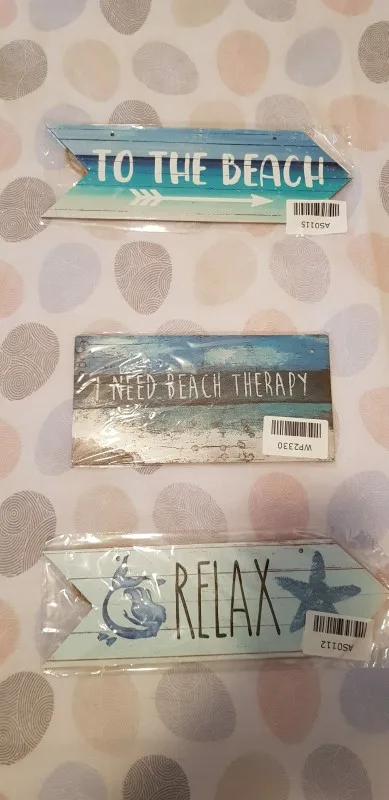 TO THE BEACH
AS0115
I NEED BEACH THERAPY
WP2330
RELAX
AS0112